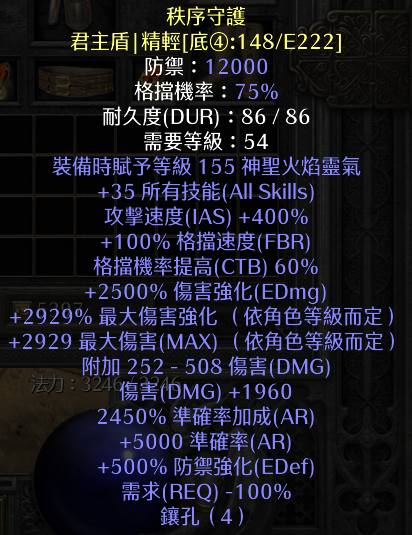 秩序守護
君主盾|精輕[底④:148/E222]
防禦：12000
格擋機率：75%
耐久度(DUR)：86 / 86
需要等級：54
裝備時賦予等級 155 神聖火焰靈氣
+35 所有技能(All Skills)
攻擊速度(IAS) +400%
+100% 格擋速度(FBR)
格擋機率提高(CTB) 60%
+2500% 傷害強化(EDmg)
+2929% 最大傷害強化 （依角色等級而定）
+2929 最大傷害(MAX) （依角色等級而定）
附加 252 - 508 傷害(DMG)
法力：3246 / 3246
傷害(DMG) +1960
2450% 準確率加成(AR)
+5000 準確率(AR)
+500% 防禦強化(EDef)
需求(REQ) -100%
鑲孔（4）